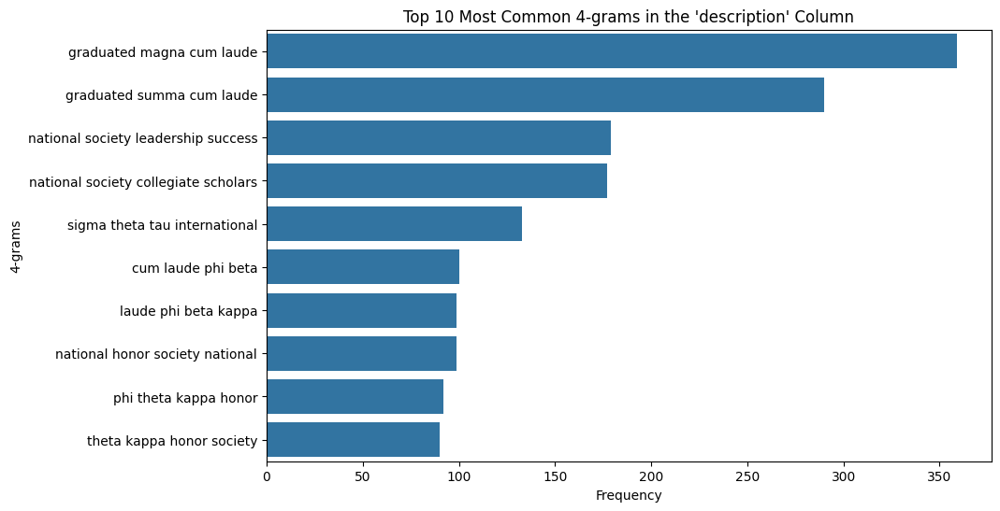 Top 10 Most Common 4-grams in the 'description' Column
4-grams
graduated magna cum laude
graduated summa cum laude
national society leadership success
national society collegiate scholars
sigma theta tau international
cum laude phi beta
laude phi beta kappa
national honor society national
phi theta kappa honor
theta kappa honor society
0 50 100 150 200 250 300 350
Frequency